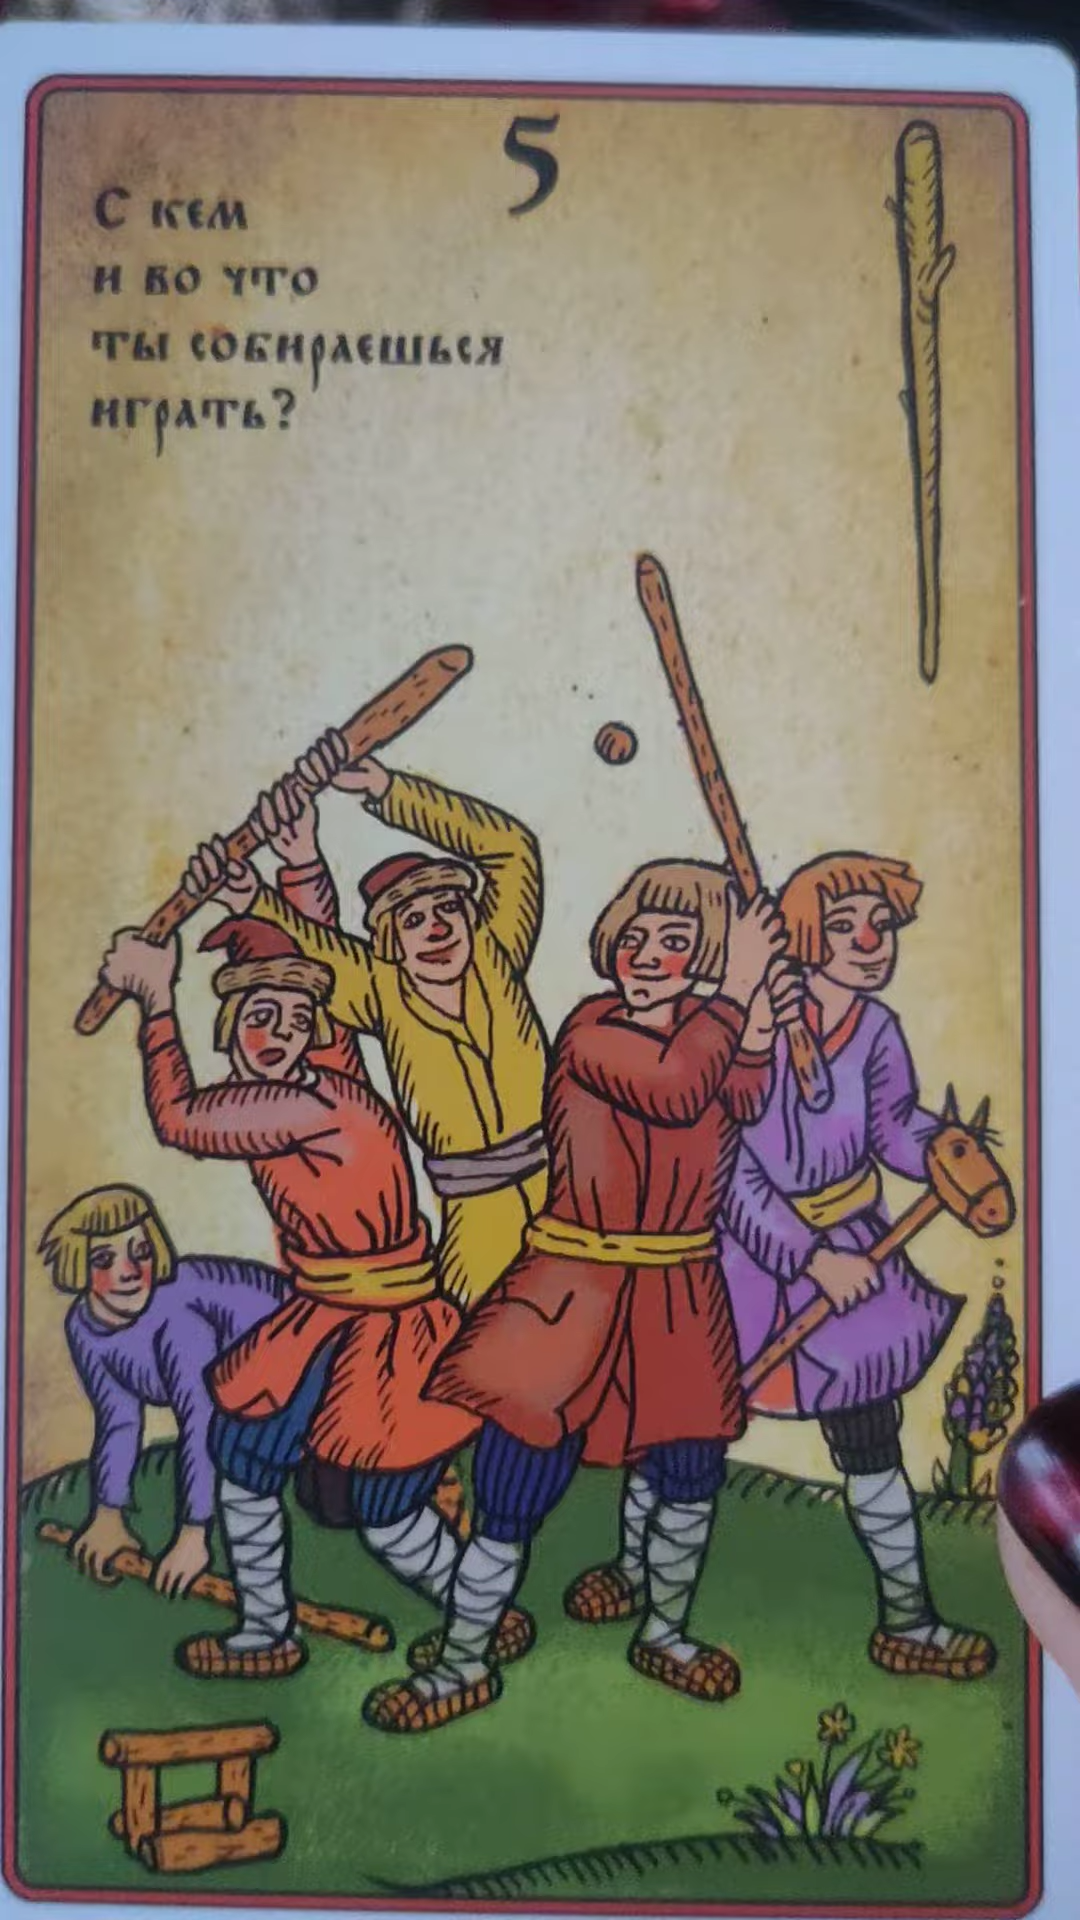 5
С кем
и во что
ты собираешься
играть?